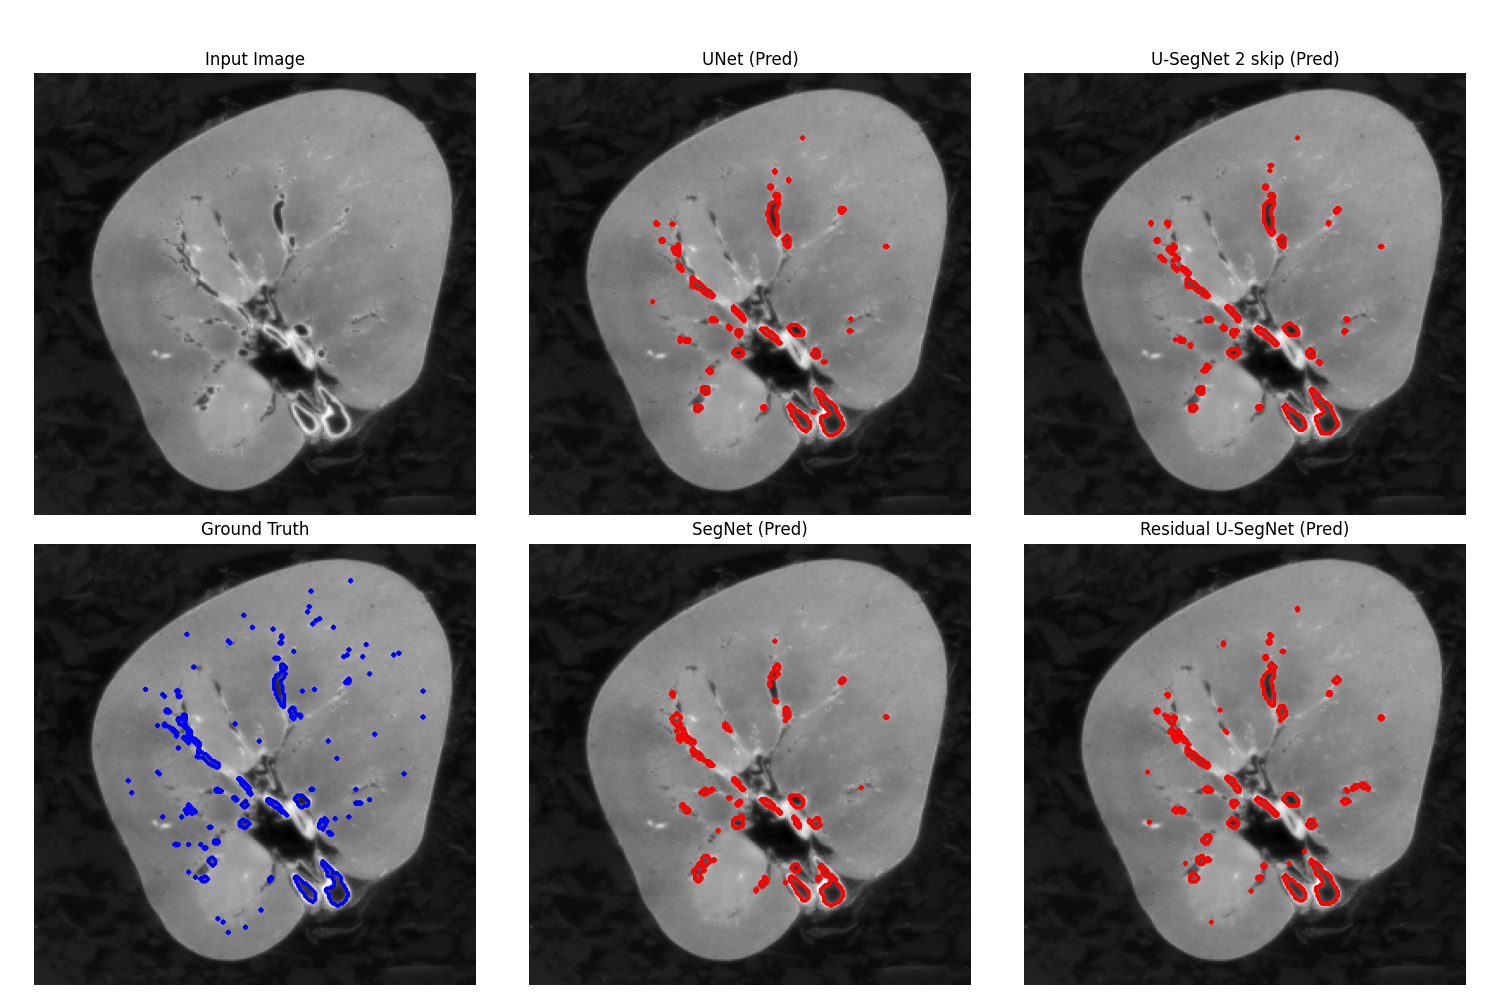 Input Image
UNet (Pred)
U-SegNet 2 skip (Pred)
Ground Truth
SegNet (Pred)
Residual U-SegNet (Pred)